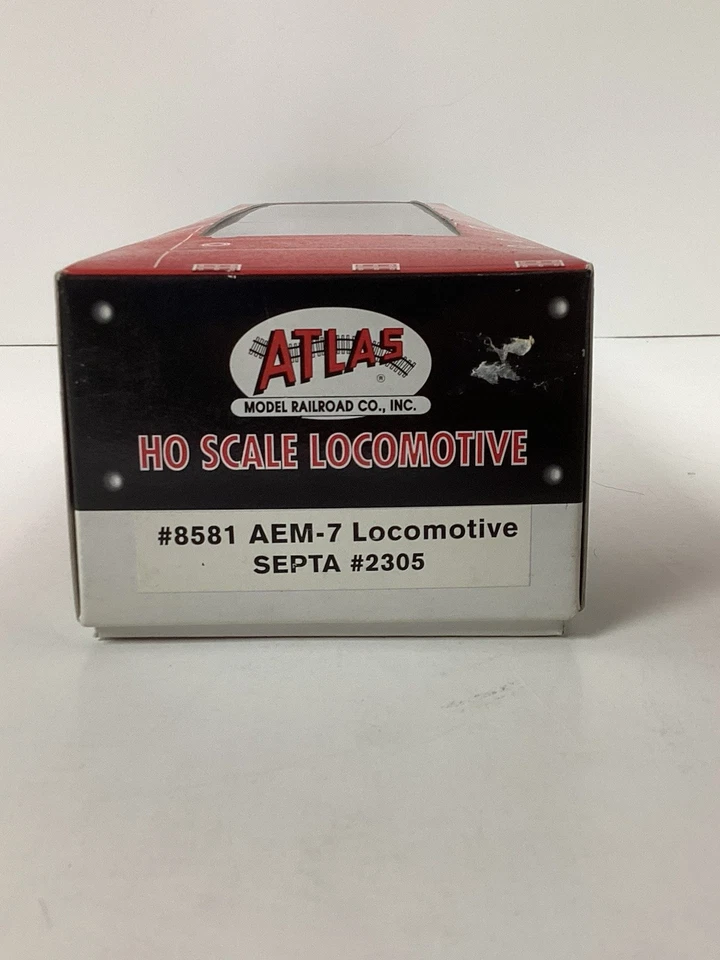 ATLAS
®
MODEL RAILROAD CO., INC.
HO SCALE LOCOMOTIVE
#8581 AEM-7 Locomotive
SEPTA #2305